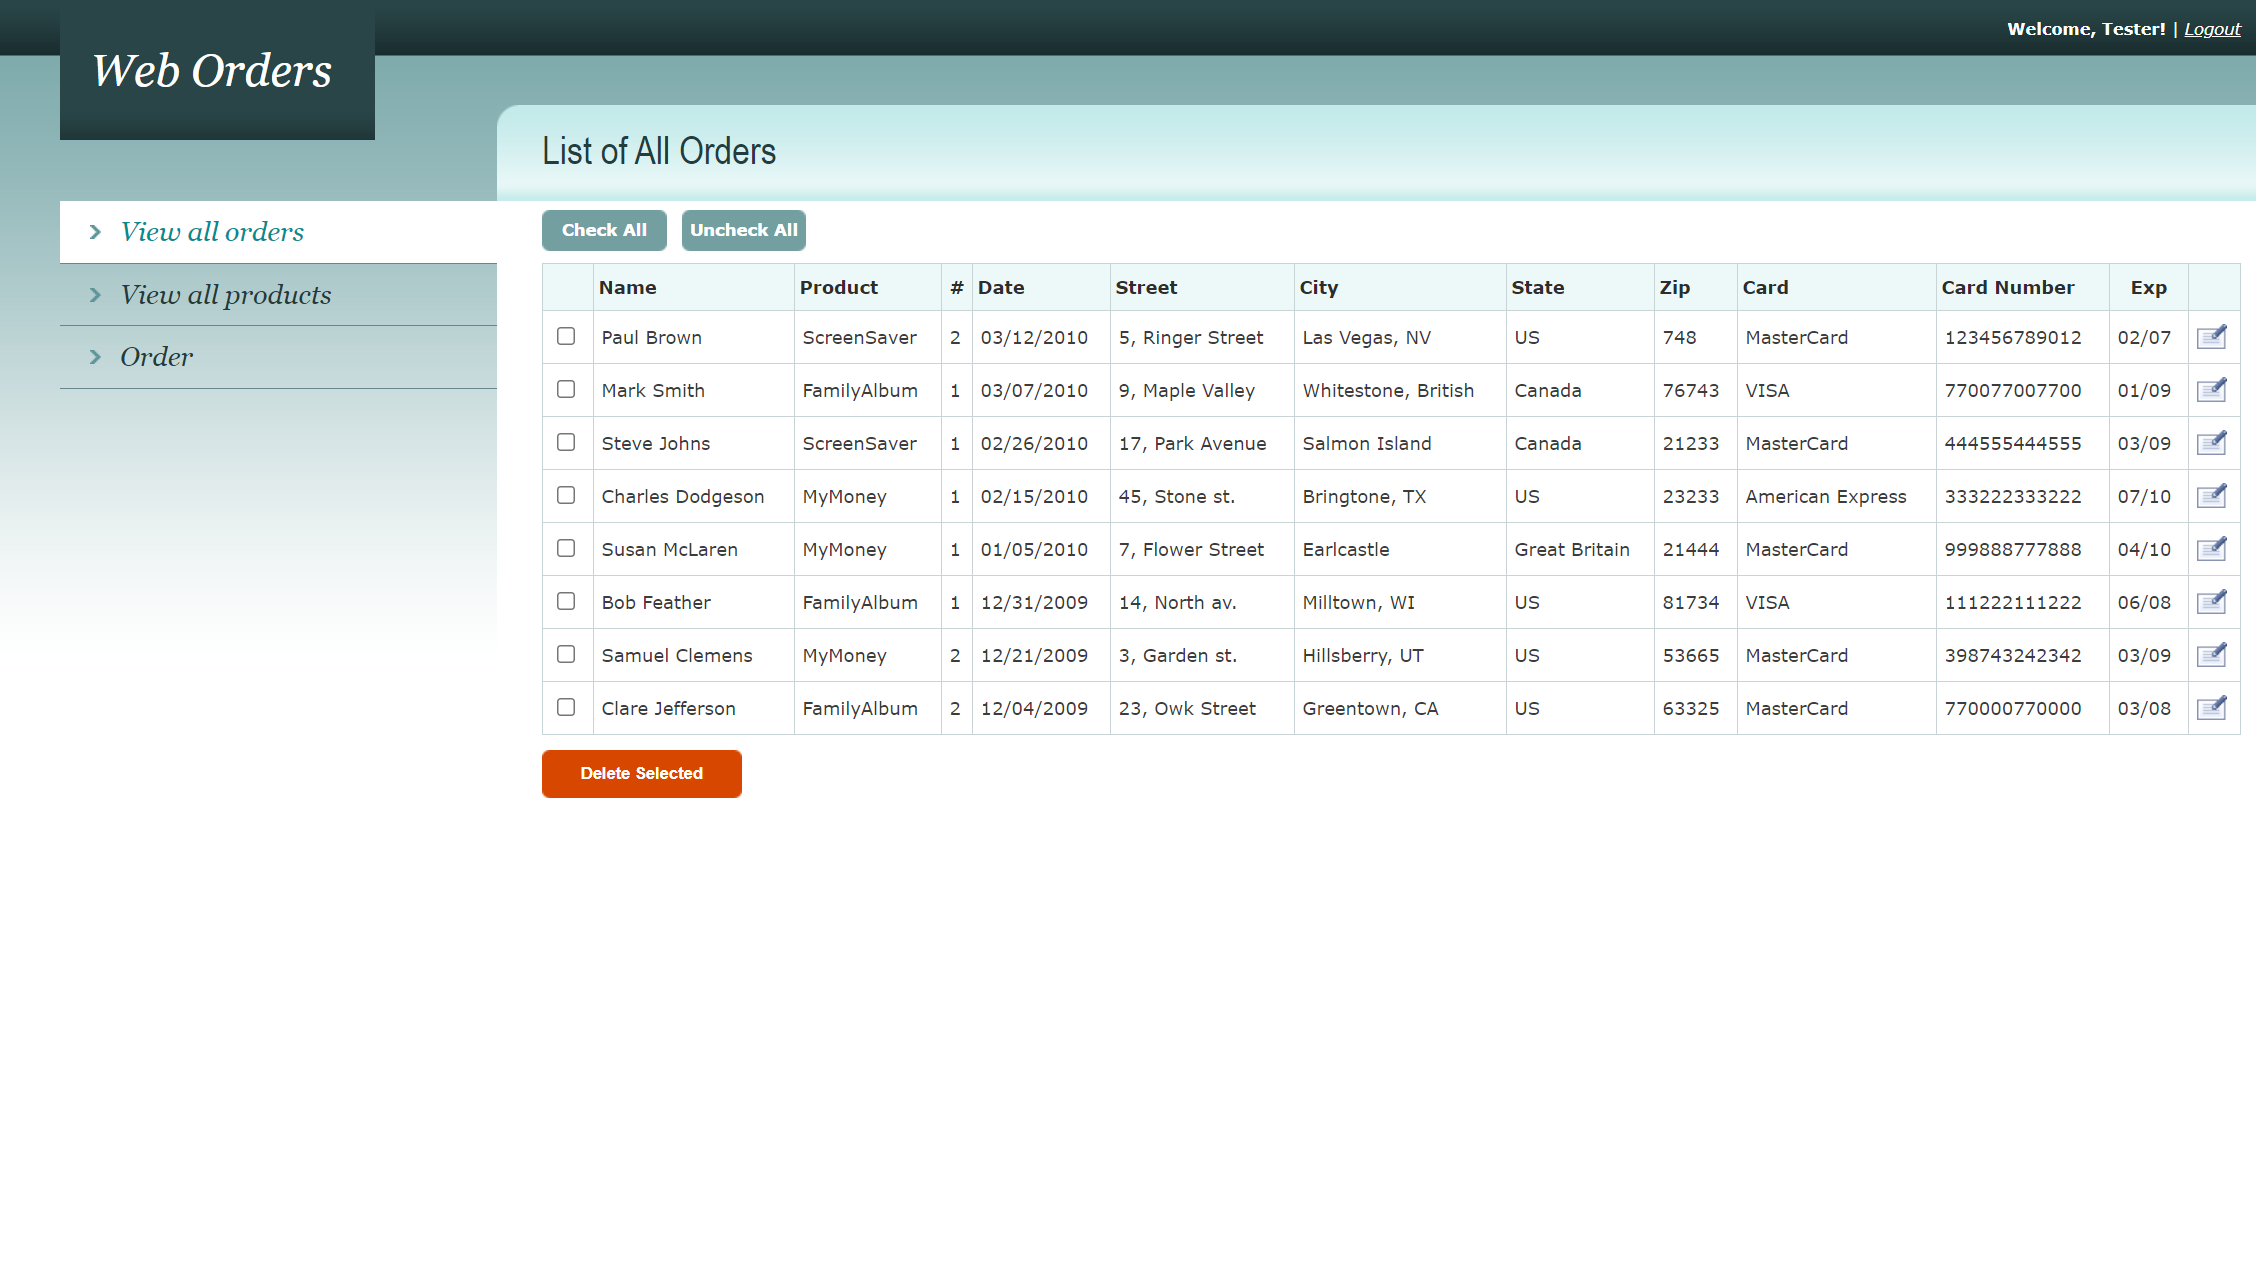 Welcome, Tester! | Logout
Web Orders
List of All Orders
View all orders
View all products
Order
Check All Uncheck All
Name Product # Date Street City State Zip Card Card Number Exp
Paul Brown ScreenSaver 2 03/12/2010 5, Ringer Street Las Vegas, NV US 748 MasterCard 123456789012 02/07
Mark Smith FamilyAlbum 1 03/07/2010 9, Maple Valley Whitestone, British Canada 76743 VISA 770077007700 01/09
Steve Johns ScreenSaver 1 02/26/2010 17, Park Avenue Salmon Island Canada 21233 MasterCard 444555444555 03/09
Charles Dodgeson MyMoney 1 02/15/2010 45, Stone st. Bringtone, TX US 23233 American Express 333222333222 07/10
Susan McLaren MyMoney 1 01/05/2010 7, Flower Street Earlcastle Great Britain 21444 MasterCard 999888777888 04/10
Bob Feather FamilyAlbum 1 12/31/2009 14, North av. Milltown, WI US 81734 VISA 111222111222 06/08
Samuel Clemens MyMoney 2 12/21/2009 3, Garden st. Hillsberry, UT US 53665 MasterCard 398743242342 03/09
Clare Jefferson FamilyAlbum 2 12/04/2009 23, Owk Street Greentown, CA US 63325 MasterCard 770000770000 03/08
Delete Selected